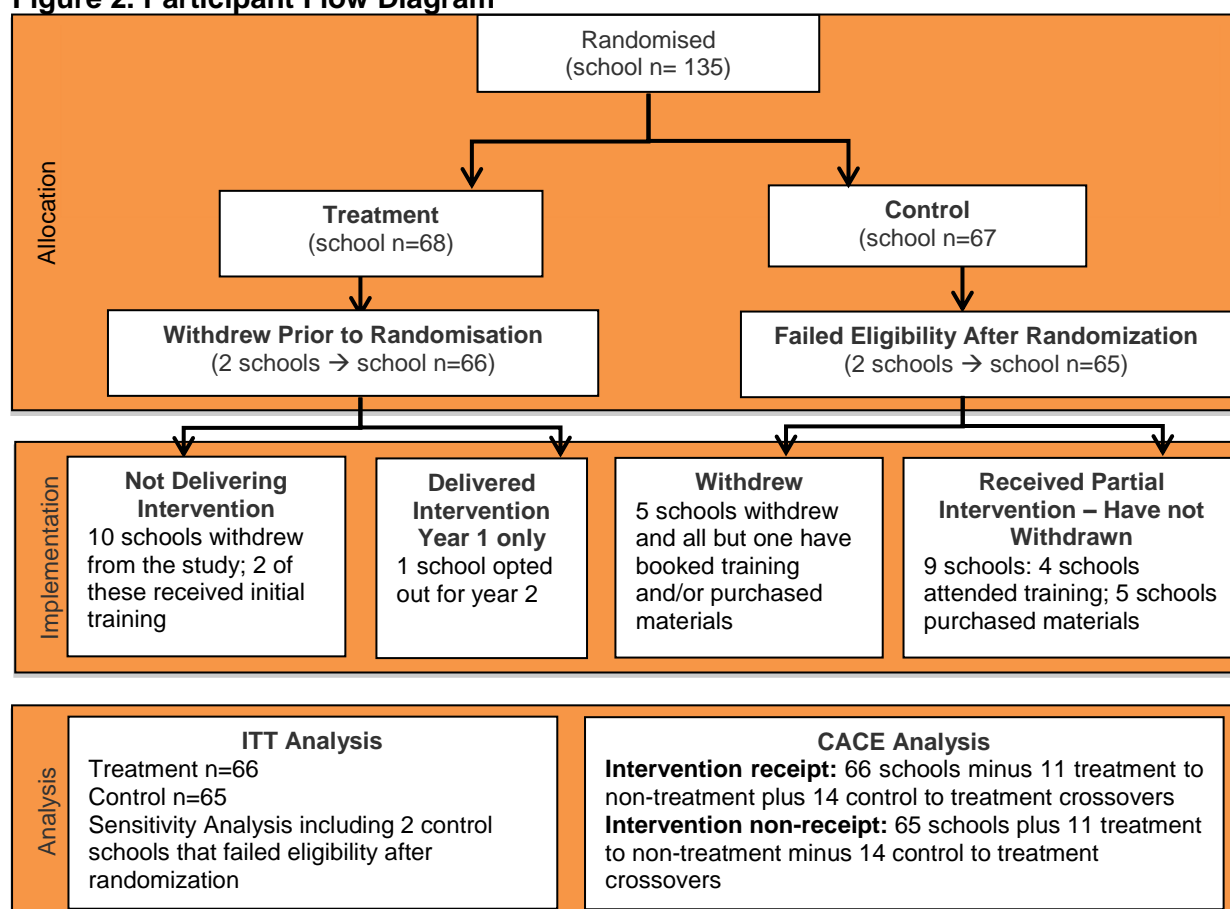 Figure 2. Participant Flow Diagram
Randomised
(school n= 135)
Allocation
Treatment
(school n=68)
Control
(school n=67
Withdrew Prior to Randomisation
(2 schools → school n=66)
Failed Eligibility After Randomization
(2 schools → school n=65)
Implementation
Not Delivering
Intervention
10 schools withdrew
from the study; 2 of
these received initial
training
Delivered
Intervention
Year 1 only
1 school opted
out for year 2
Withdrew
5 schools withdrew
and all but one have
booked training
and/or purchased
materials
Received Partial
Intervention – Have not
Withdrawn
9 schools: 4 schools
attended training; 5 schools
purchased materials
Analysis
ITT Analysis
Treatment n=66
Control n=65
Sensitivity Analysis including 2 control
schools that failed eligibility after
randomization
CACE Analysis
Intervention receipt: 66 schools minus 11 treatment to
non-treatment plus 14 control to treatment crossovers
Intervention non-receipt: 65 schools plus 11 treatment
to non-treatment minus 14 control to treatment
crossovers